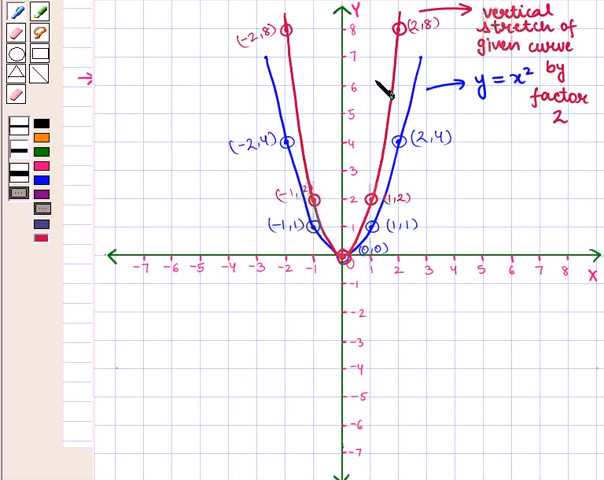 Y
vertical
stretch of
given curve
by
factor
2
(-2,8)
(2,8)
y = x²
(-2,4)
(2,4)
(-1,2)
(1,2)
(-1,1)
(1,1)
(0,0)
8
7
6
5
4
3
2
1
0
-7 -6 -5 -4 -3 -2 -1 1 2 3 4 5 6 7 8
X
-1
-2
-3
-4
-5
-6
-7